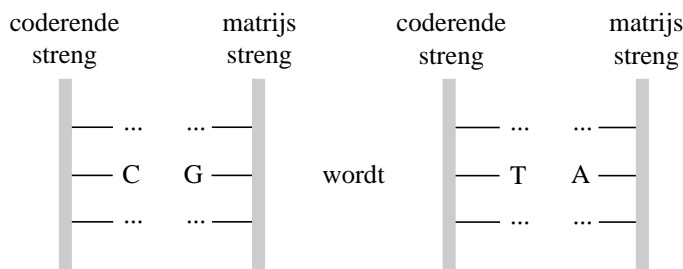 coderende streng matrijs streng coderende streng matrijs streng
... ... ... ...
C G wordt T A
... ... ... ...